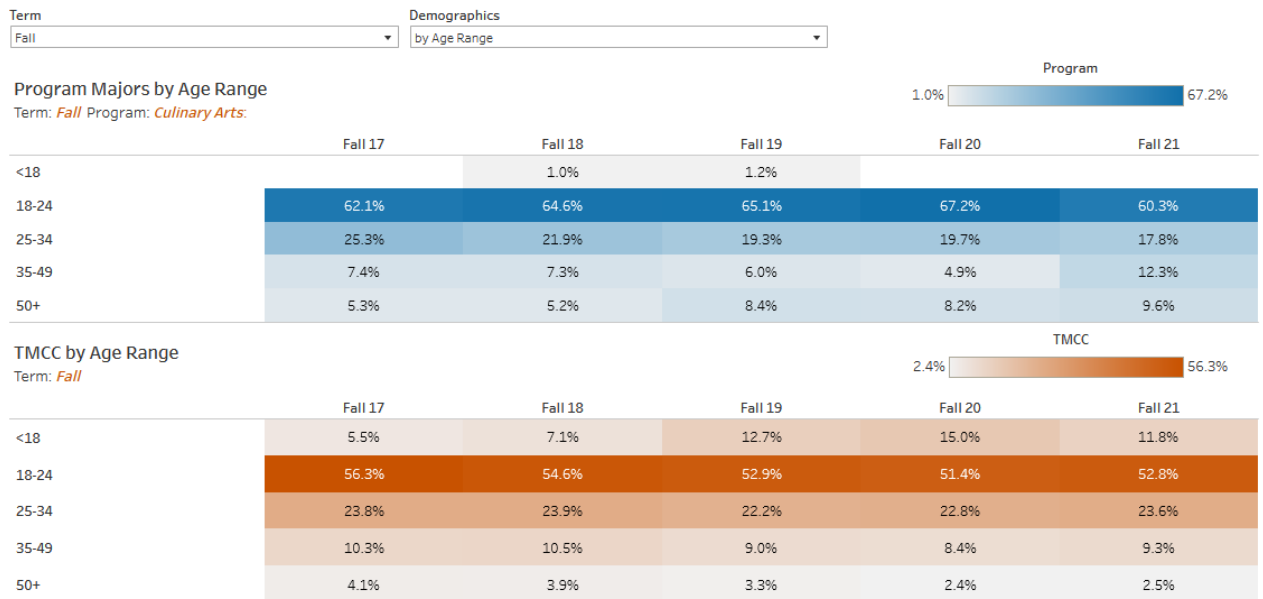 Term Demographics
Fall by Age Range
Program
Program Majors by Age Range
1.0% 67.2%
Term: Fall Program: Culinary Arts:
Fall 17 Fall 18 Fall 19 Fall 20 Fall 21
<18 1.0% 1.2%
18-24 62.1% 64.6% 65.1% 67.2% 60.3%
25-34 25.3% 21.9% 19.3% 19.7% 17.8%
35-49 7.4% 7.3% 6.0% 4.9% 12.3%
50+ 5.3% 5.2% 8.4% 8.2% 9.6%
TMCC
TMCC by Age Range
2.4% 56.3%
Term: Fall
Fall 17 Fall 18 Fall 19 Fall 20 Fall 21
<18 5.5% 7.1% 12.7% 15.0% 11.8%
18-24 56.3% 54.6% 52.9% 51.4% 52.8%
25-34 23.8% 23.9% 22.2% 22.8% 23.6%
35-49 10.3% 10.5% 9.0% 8.4% 9.3%
50+ 4.1% 3.9% 3.3% 2.4% 2.5%